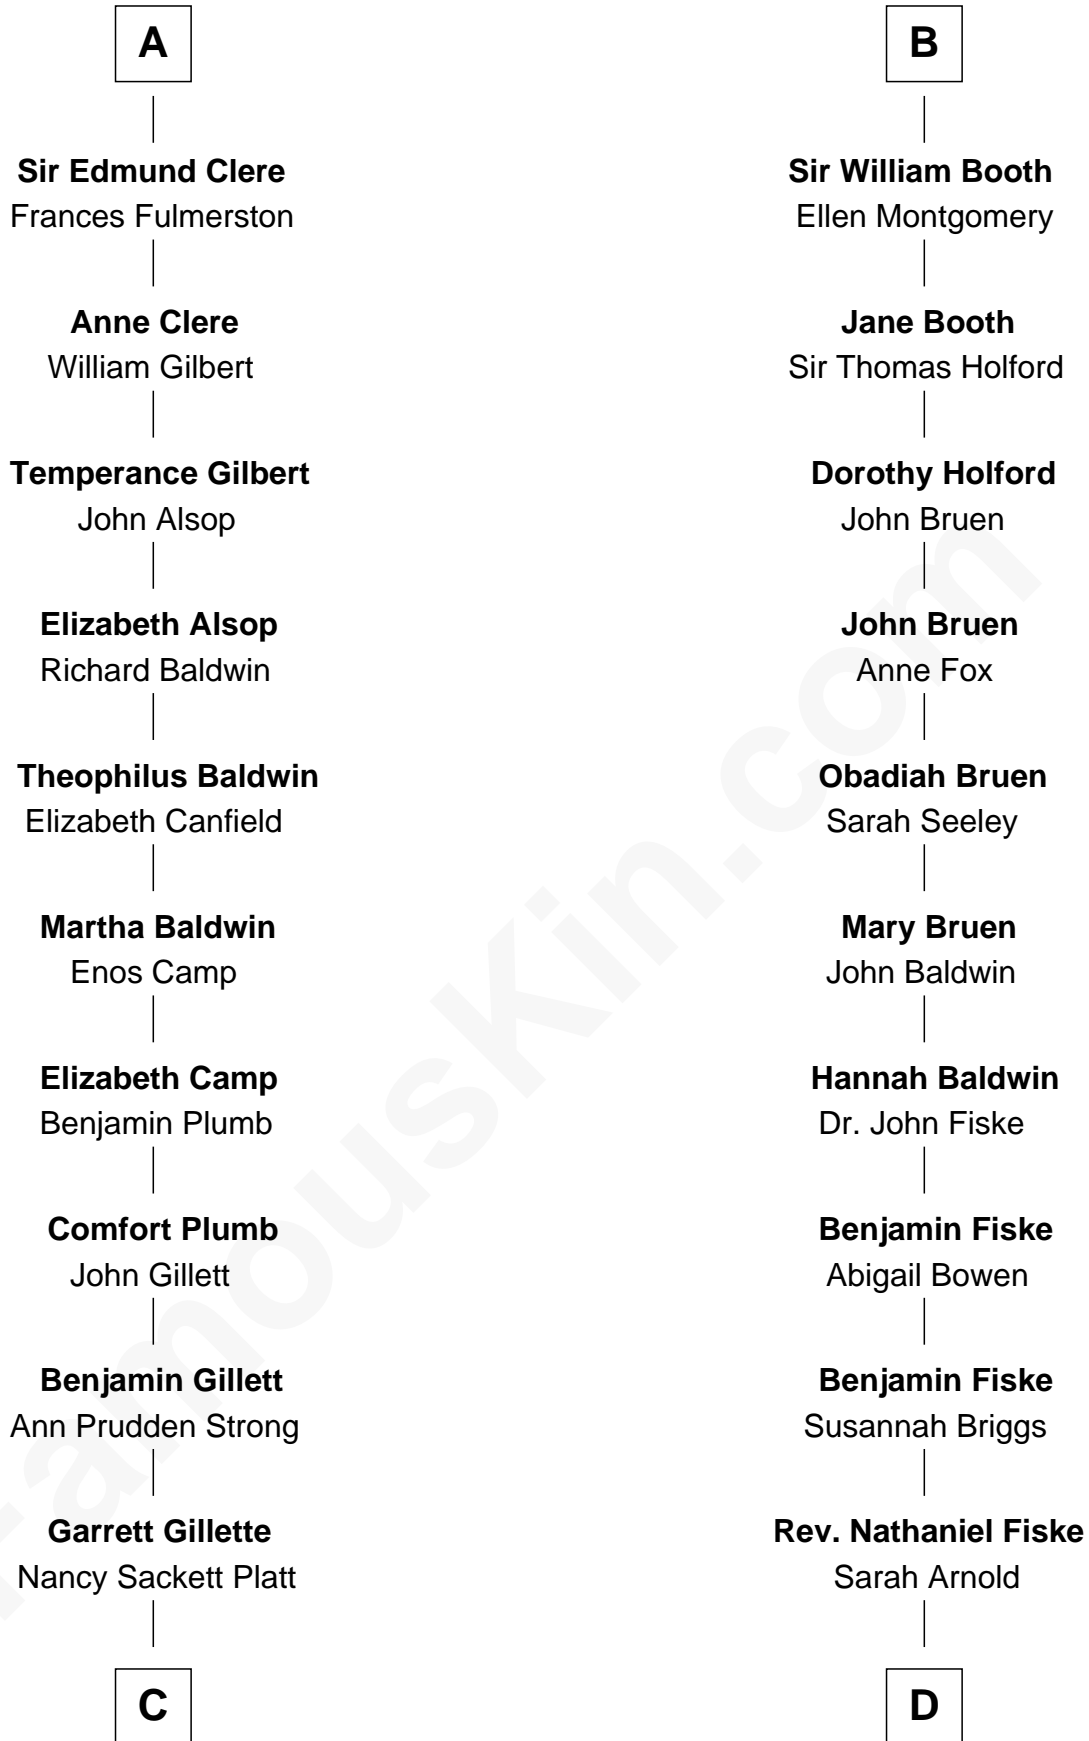 A
Sir Edmund Clere
Frances Fulmerston
Anne Clere
William Gilbert
Temperance Gilbert
John Alsop
Elizabeth Alsop
Richard Baldwin
Theophilus Baldwin
Elizabeth Canfield
Martha Baldwin
Enos Camp
Elizabeth Camp
Benjamin Plumb
Comfort Plumb
John Gillett
Benjamin Gillett
Ann Prudden Strong
Garrett Gillette
Nancy Sackett Platt
C
B
Sir William Booth
Ellen Montgomery
Jane Booth
Sir Thomas Holford
Dorothy Holford
John Bruen
John Bruen
Anne Fox
Obadiah Bruen
Sarah Seeley
Mary Bruen
John Baldwin
Hannah Baldwin
Dr. John Fiske
Benjamin Fiske
Abigail Bowen
Benjamin Fiske
Susannah Briggs
Rev. Nathaniel Fiske
Sarah Arnold
D
FamousKin.com